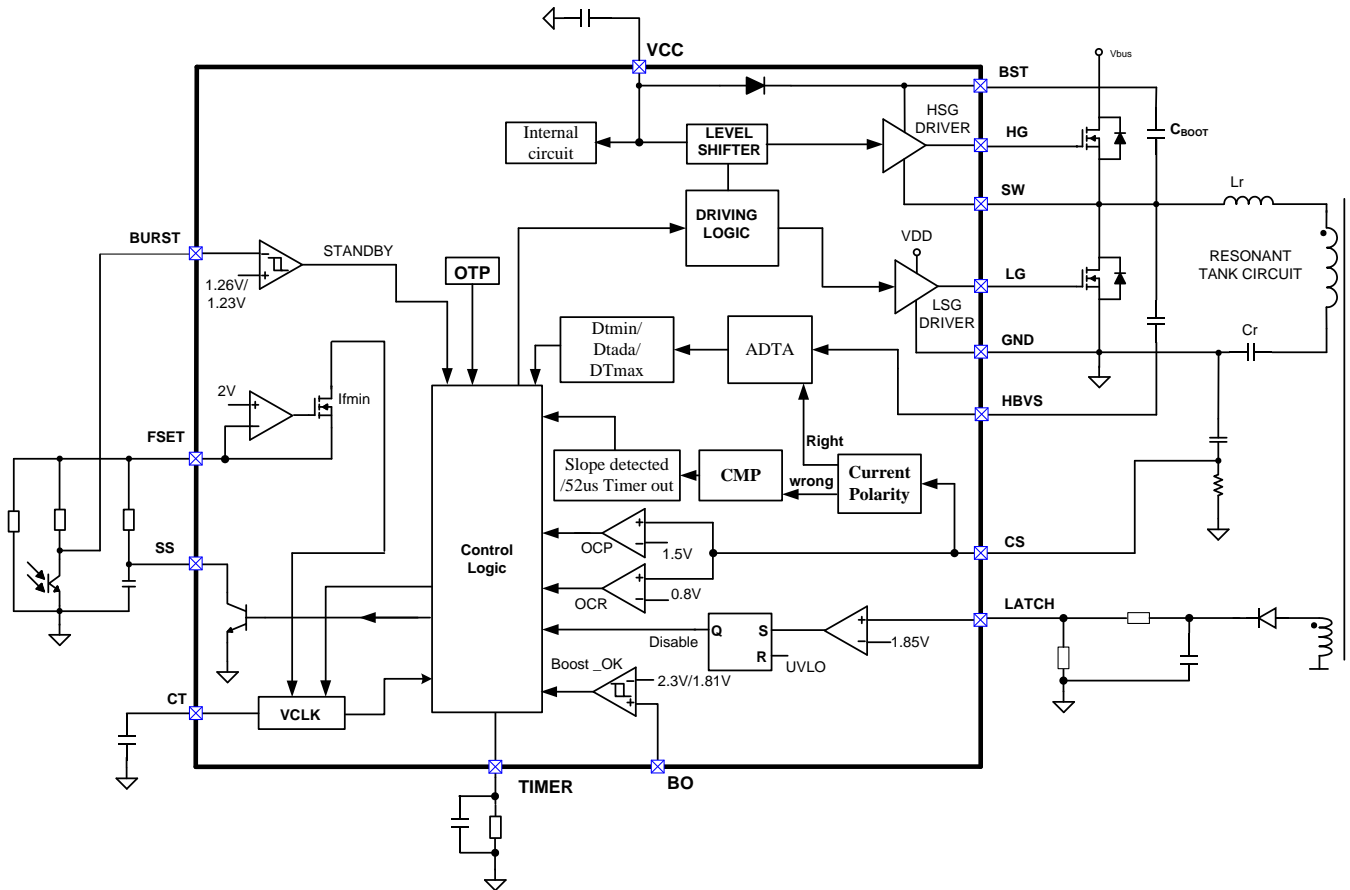 VCC
Vbus
BST
HSG
DRIVER
HG
CBOOT
Internal
circuit
LEVEL
SHIFTER
SW
Lr
DRIVING
LOGIC
BURST
STANDBY
1.26V/
1.23V
OTP
VDD
LG
RESONANT
TANK CIRCUIT
LSG
DRIVER
GND
Cr
Dtmin/
Dtada/
DTmax
ADTA
2V
Ifmin
HBVS
FSET
Right
Slope detected
/52us Timer out
CMP
wrong
Current
Polarity
SS
Control
Logic
OCP
1.5V
CS
OCR
0.8V
LATCH
Disable
Q
S
R
UVLO
1.85V
Boost _OK
2.3V/1.81V
CT
VCLK
TIMER
BO